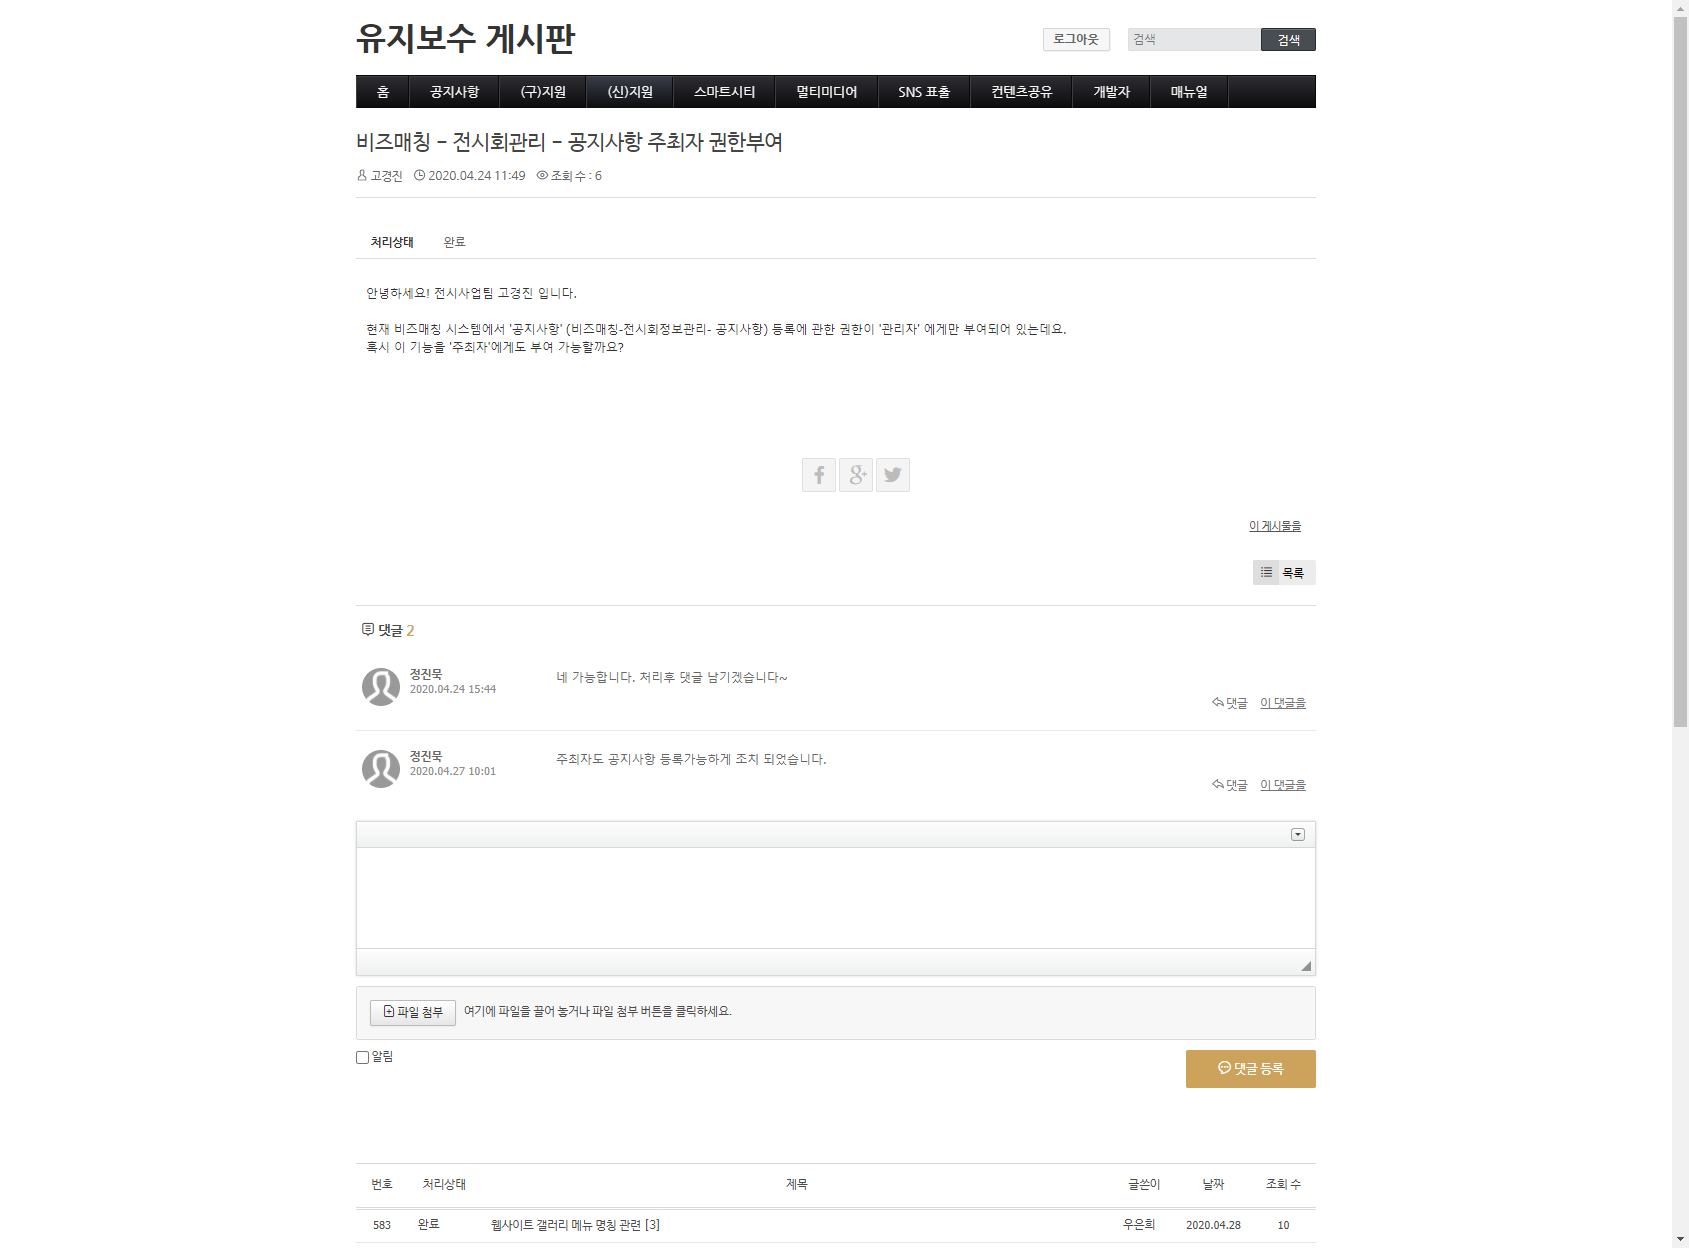 유지보수 게시판
로그아웃 검색 검색
홈 공지사항 (구)지원 (신)지원 스마트시티 멀티미디어 SNS 표출 컨텐츠공유 개발자 매뉴얼
비즈매칭 - 전시회관리 - 공지사항 주최자 권한부여
고경진 2020.04.24 11:49 조회 수 : 6
처리상태 완료
안녕하세요! 전시사업팀 고경진 입니다.
현재 비즈매칭 시스템에서 '공지사항' (비즈매칭-전시회정보관리- 공지사항) 등록에 관한 권한이 '관리자' 에게만 부여되어 있는데요.
혹시 이 기능을 '주최자'에게도 부여 가능할까요?
이 게시물을
목록
댓글 2
정진묵 네 가능합니다. 처리후 댓글 남기겠습니다~
2020.04.24 15:44
댓글 이 댓글을
정진묵 주최자도 공지사항 등록가능하게 조치 되었습니다.
2020.04.27 10:01
댓글 이 댓글을
파일 첨부 여기에 파일을 끌어 놓거나 파일 첨부 버튼을 클릭하세요.
알림
댓글 등록
번호 처리상태 제목 글쓴이 날짜 조회 수
583 완료 웹사이트 갤러리 메뉴 명칭 관련 [3] 우은희 2020.04.28 10